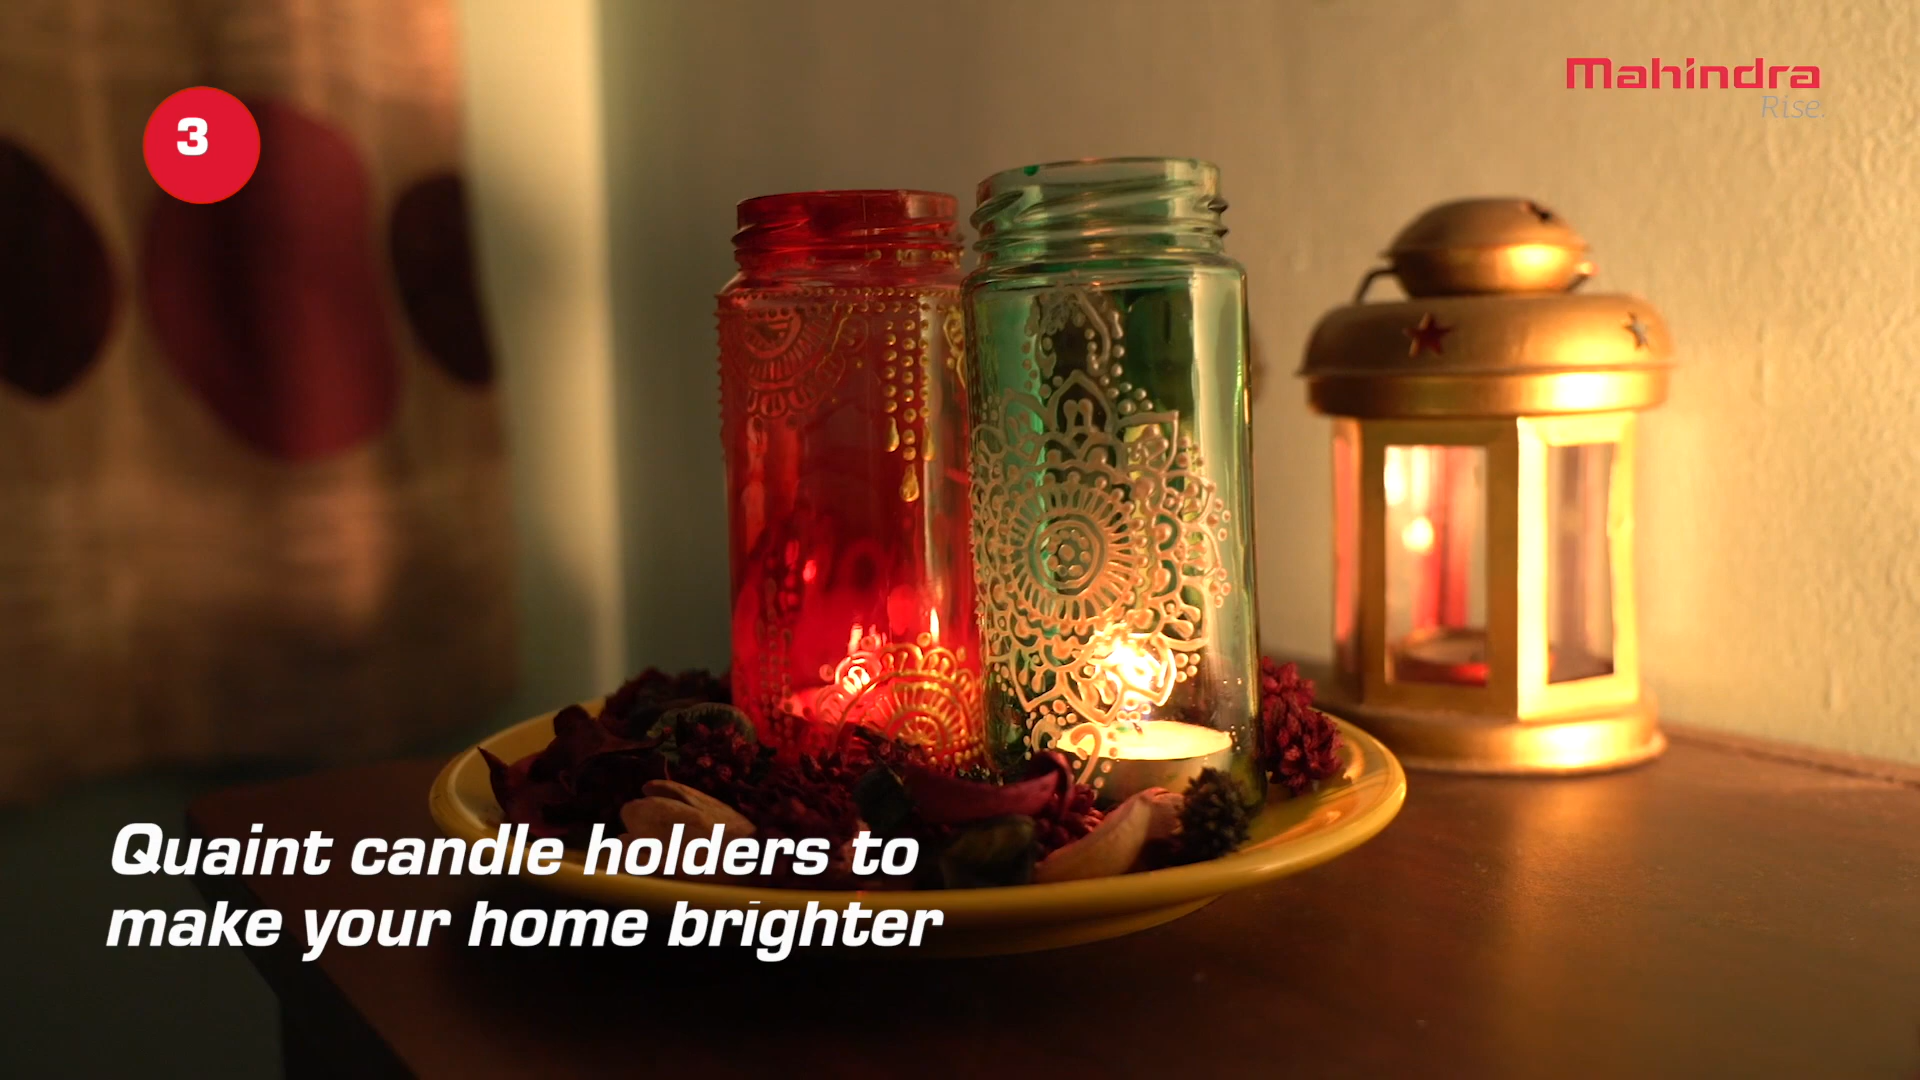 3
Mahindra
Rise.
Quaint candle holders to
make your home brighter